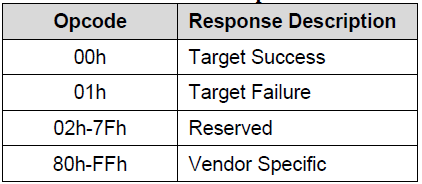 Opcode Response Description
00h Target Success
01h Target Failure
02h-7Fh Reserved
80h-FFh Vendor Specific